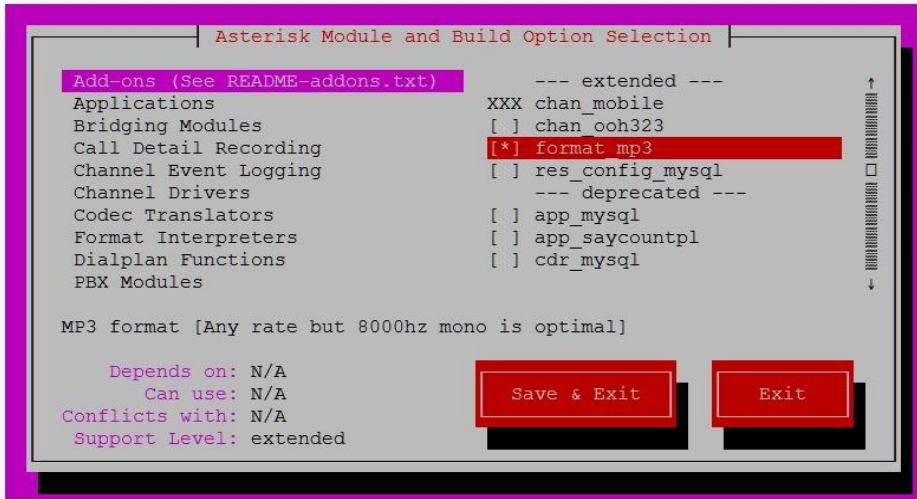 Asterisk Module and Build Option Selection
Add-ons (See README-addons.txt)
Applications
Bridging Modules
Call Detail Recording
Channel Event Logging
Channel Drivers
Codec Translators
Format Interpreters
Dialplan Functions
PBX Modules
--- extended ---
XXX chan_mobile
[ ] chan_ooh323
[*] format_mp3
[ ] res_config_mysql
--- deprecated ---
[ ] app_mysql
[ ] app_saycountpl
[ ] cdr_mysql
MP3 format [Any rate but 8000hz mono is optimal]
Depends on: N/A
Can use: N/A
Conflicts with: N/A
Support Level: extended
Save & Exit
Exit